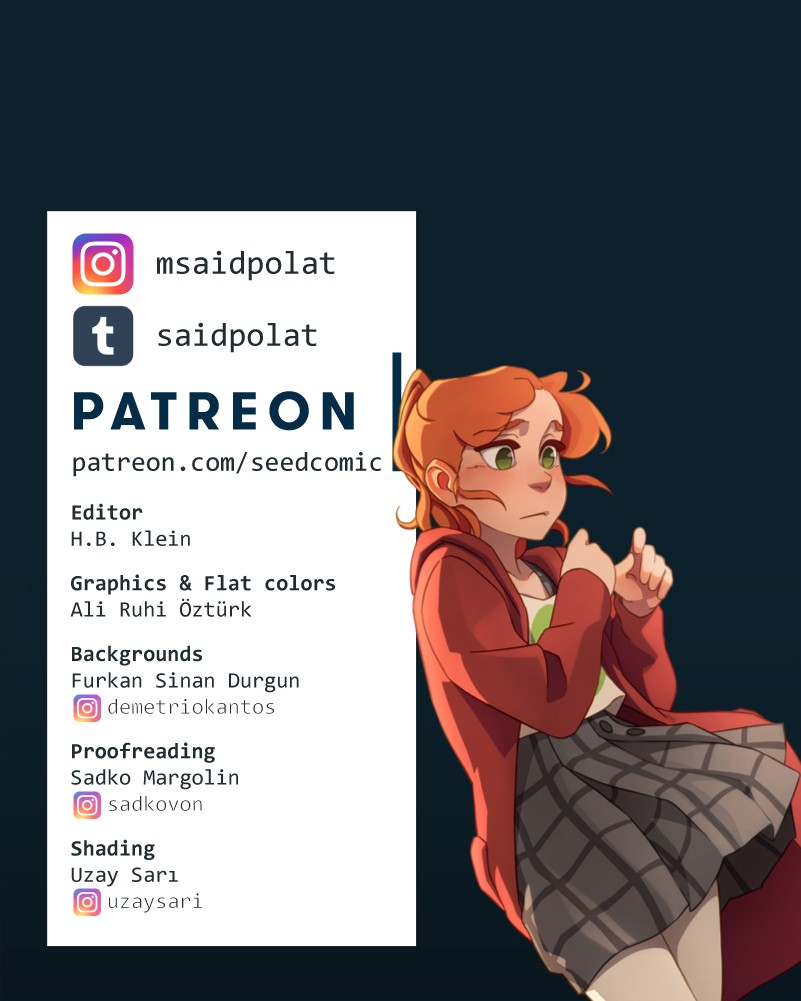 msaidpolat
t saidpolat
PATREON
patreon.com/seedcomic
Editor
H.B. Klein
Graphics & Flat colors
Ali Ruhi Öztürk
Backgrounds
Furkan Sinan Durgun
demetriokantos
Proofreading
Sadko Margolin
sadkovon
Shading
Uzay Sarı
uzaysari